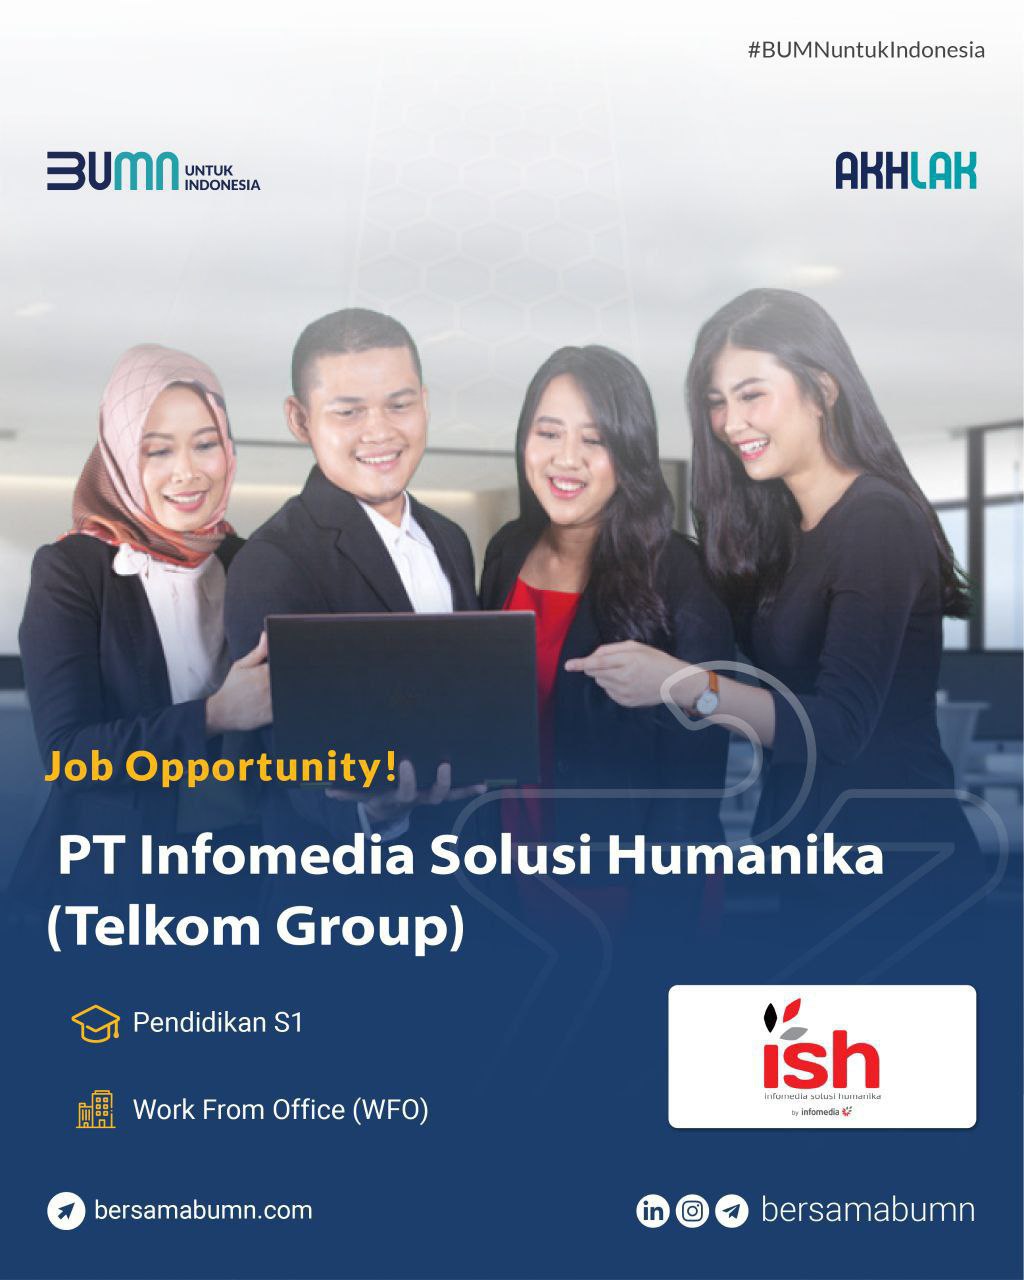 #BUMNuntukIndonesia
BUMN UNTUK
INDONESIA
AKHLAK
Job Opportunity!
PT Infomedia Solusi Humanika
(Telkom Group)
Pendidikan S1
ish
infomedia solusi humanika
by infomedia
Work From Office (WFO)
bersamabumn.com
in
bersamabumn